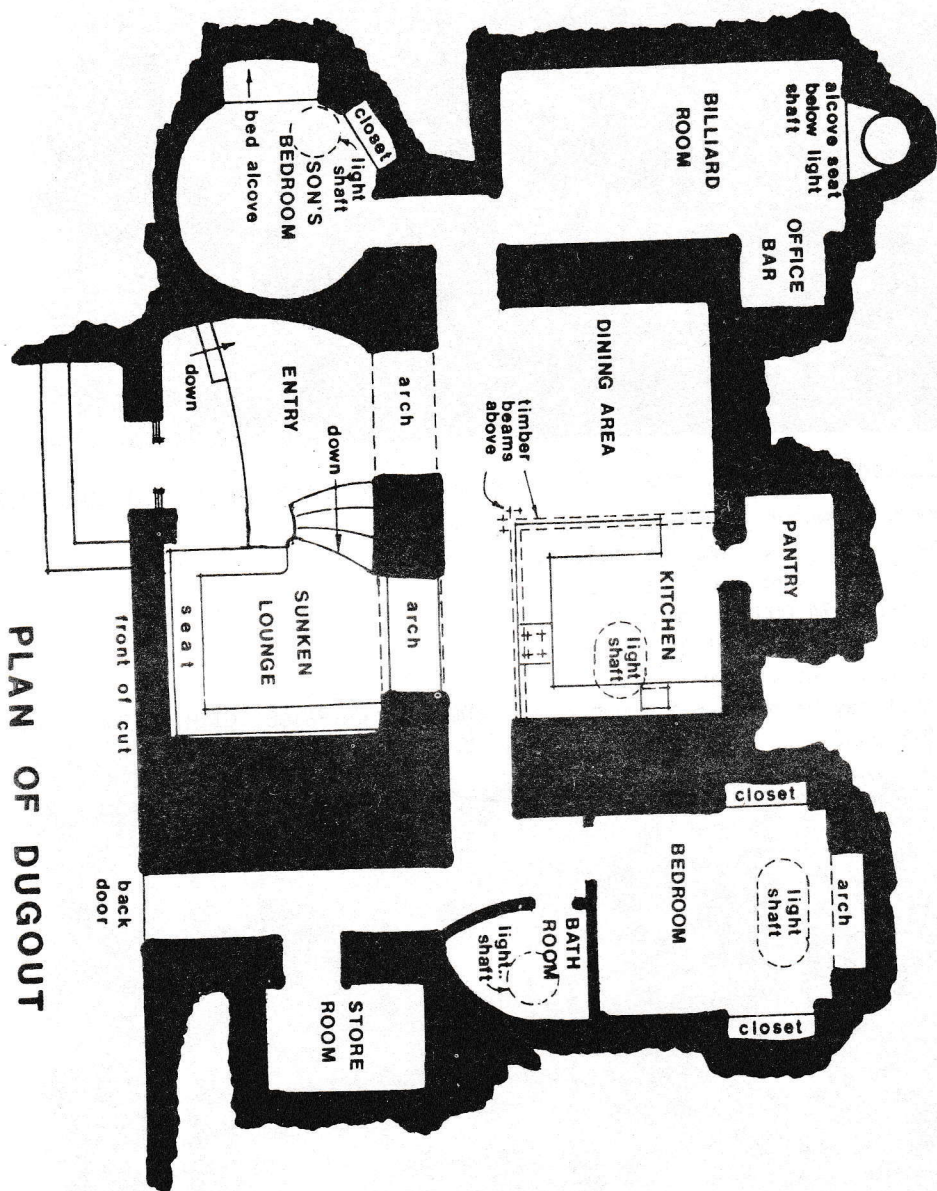 PLAN OF DUGOUT
alcove seat
below light
shaft
BILLIARD
ROOM
OFFICE
BAR
closet
light
shaft
SON'S
BEDROOM
bed alcove
DINING AREA
timber
beams
above
PANTRY
KITCHEN
light
shaft
ENTRY
down
down
arch
arch
SUNKEN
LOUNGE
seat
front of cut
closet
BEDROOM
light
shaft
arch
closet
BATH
ROOM
light
shaft
STORE
ROOM
back
door